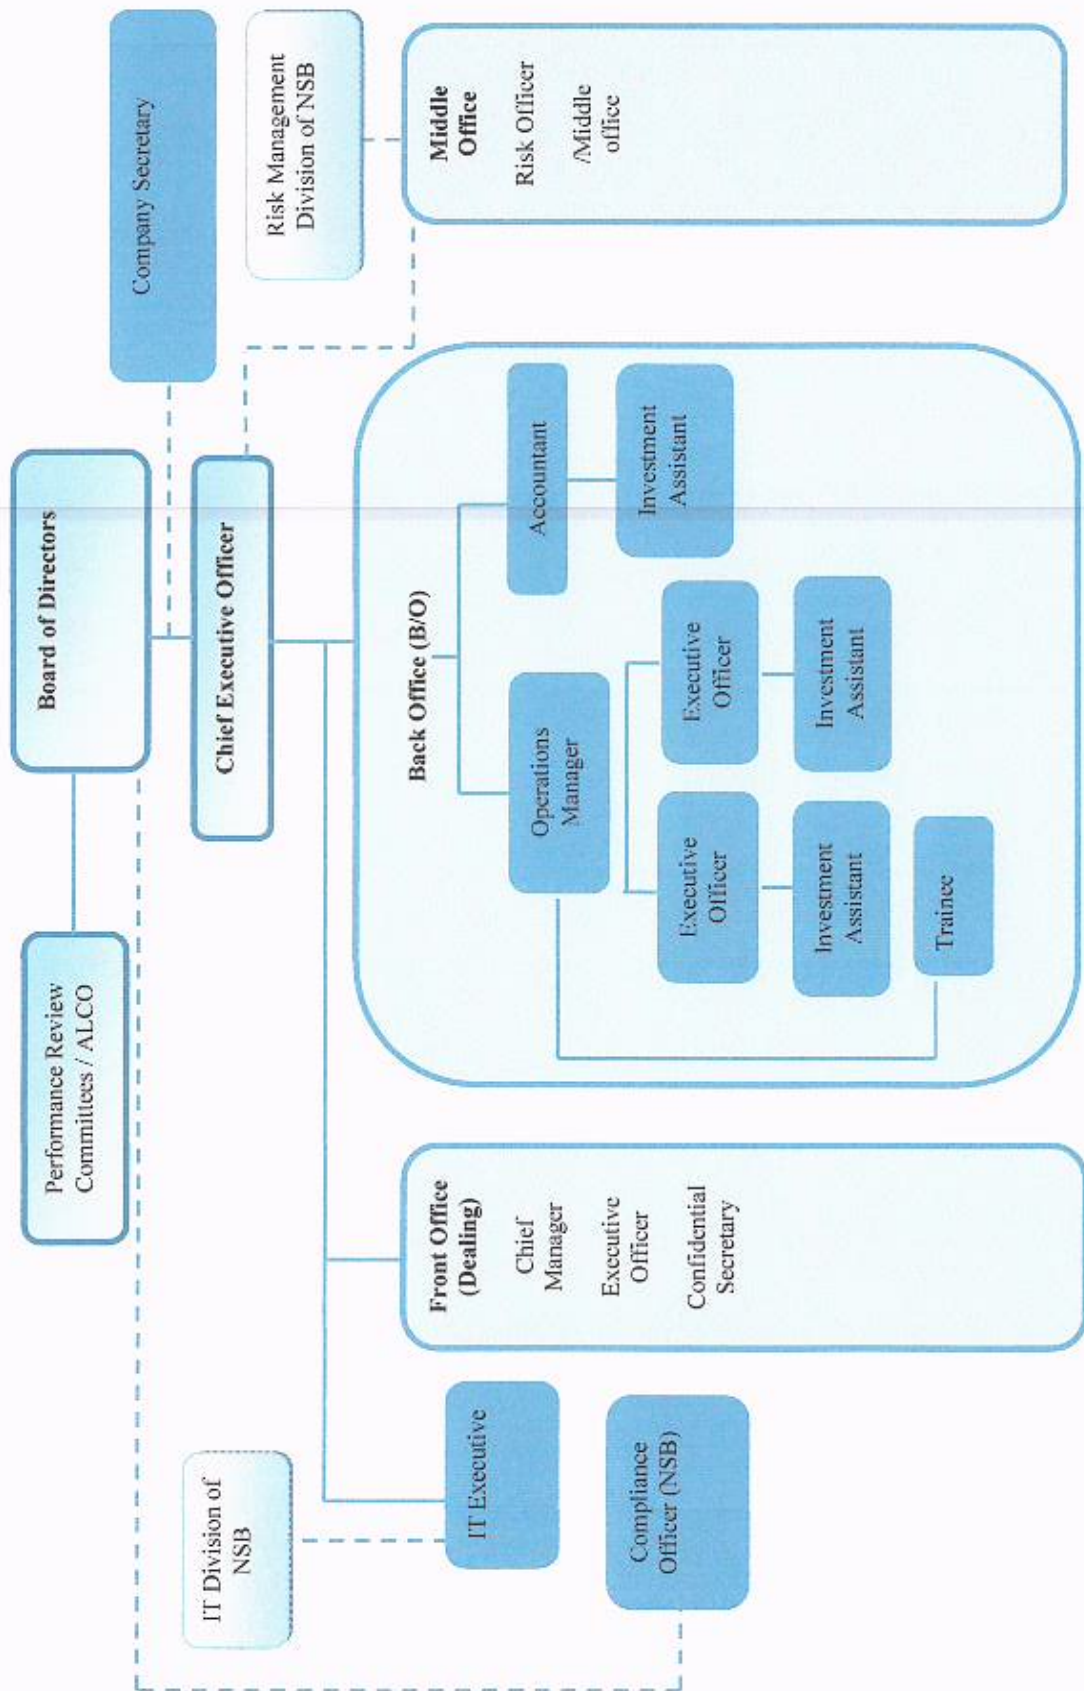 Board of Directors
Performance Review
Committees / ALCO
Company Secretary
Chief Executive Officer
IT Division of
NSB
Risk Management
Division of NSB
IT Executive
Compliance
Officer (NSB)
Front Office
(Dealing)
Chief
Manager
Executive
Officer
Confidential
Secretary
Back Office (B/O)
Operations
Manager
Accountant
Executive
Officer
Executive
Officer
Investment
Assistant
Investment
Assistant
Investment
Assistant
Trainee
Middle
Office
Risk Officer
/Middle
office